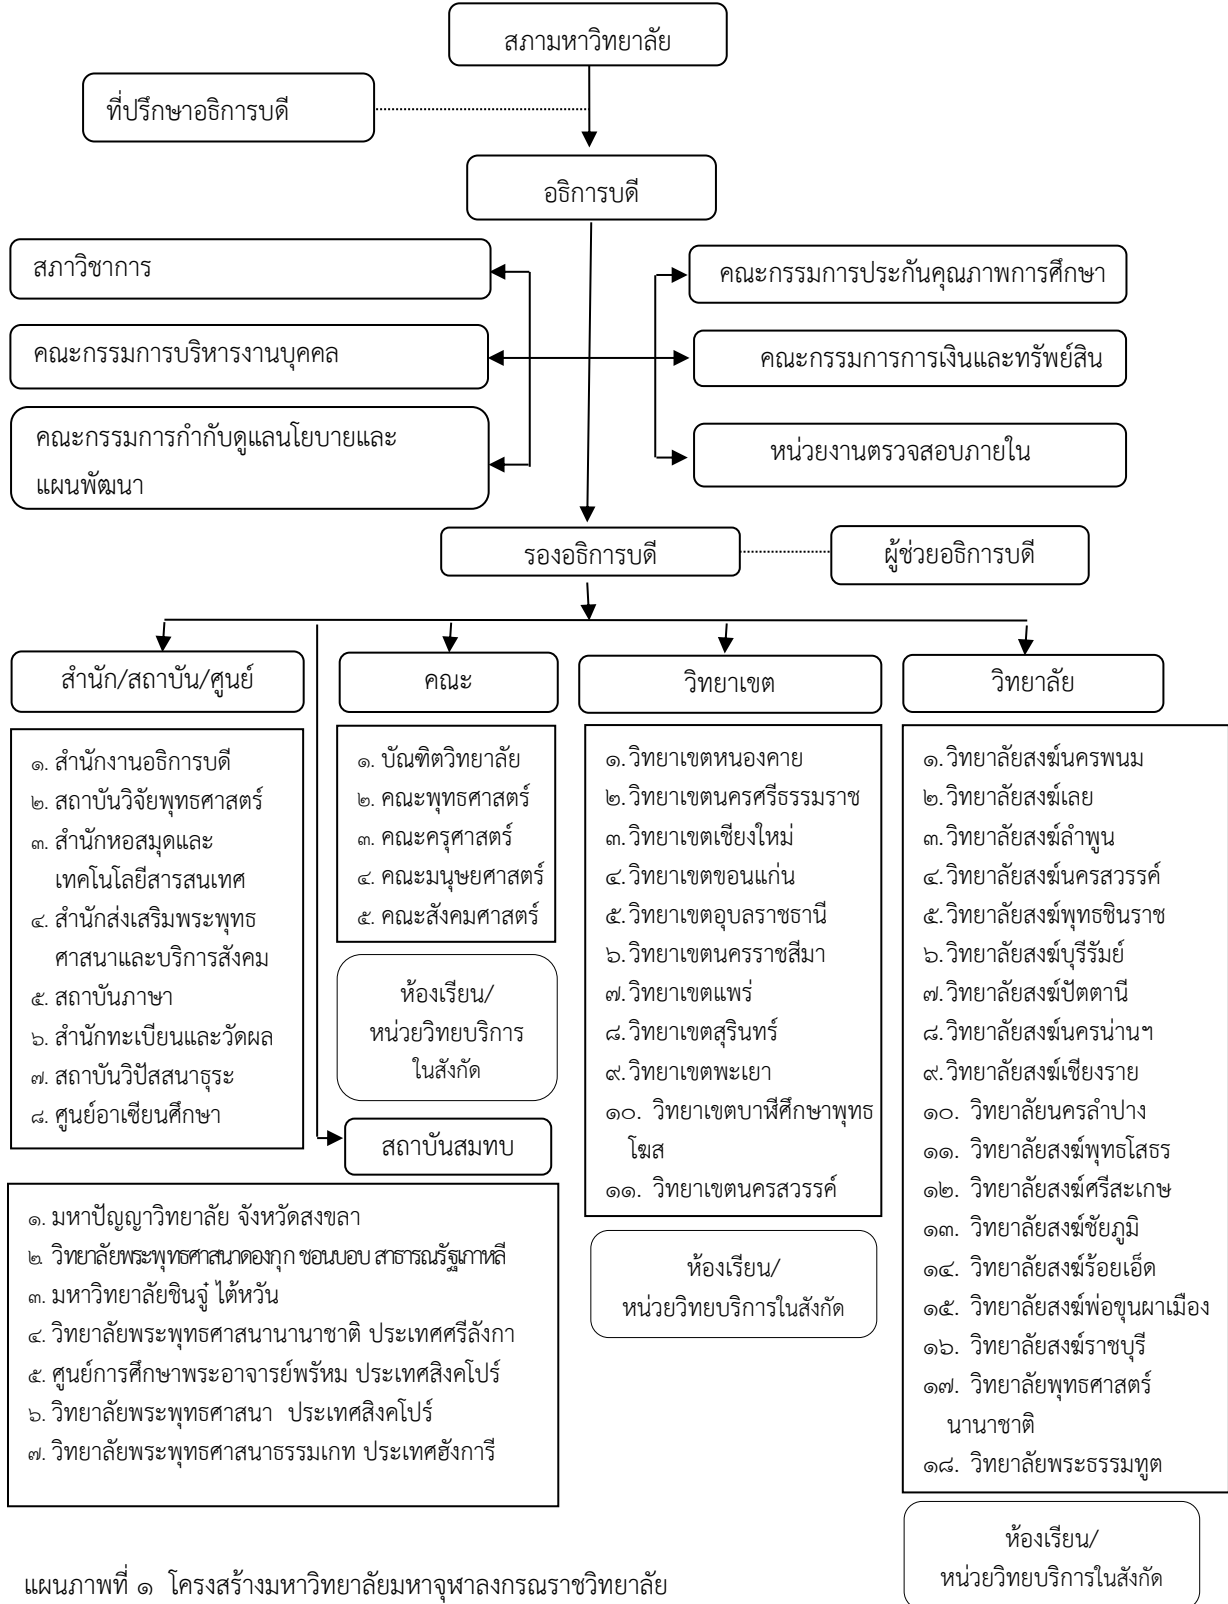 สภามหาวิทยาลัย
ที่ปรึกษาอธิการบดี
อธิการบดี
สภาวิชาการ
คณะกรรมการประกันคุณภาพการศึกษา
คณะกรรมการบริหารงานบุคคล
คณะกรรมการการเงินและทรัพย์สิน
คณะกรรมการกำกับดูแลนโยบายและ
แผนพัฒนา
หน่วยงานตรวจสอบภายใน
รองอธิการบดี
ผู้ช่วยอธิการบดี
สำนัก/สถาบัน/ศูนย์
๑. สำนักงานอธิการบดี
๒. สถาบันวิจัยพุทธศาสตร์
๓. สำนักหอสมุดและ
เทคโนโลยีสารสนเทศ
๔. สำนักส่งเสริมพระพุทธ
ศาสนาและบริการสังคม
๕. สถาบันภาษา
๖. สำนักทะเบียนและวัดผล
๗. สถาบันวิปัสสนาธุระ
๘. ศูนย์อาเซียนศึกษา
คณะ
๑. บัณฑิตวิทยาลัย
๒. คณะพุทธศาสตร์
๓. คณะครุศาสตร์
๔. คณะมนุษยศาสตร์
๕. คณะสังคมศาสตร์
ห้องเรียน/
หน่วยวิทยบริการ
ในสังกัด
สถาบันสมทบ
๑. มหาปัญญาวิทยาลัย จังหวัดสงขลา
๒. วิทยาลัยพระพุทธศาสนาดองกุก ชอนบอบ สาธารณรัฐเกาหลี
๓. มหาวิทยาลัยชินจู๋ ไต้หวัน
๔. วิทยาลัยพระพุทธศาสนานานาชาติ ประเทศศรีลังกา
๕. ศูนย์การศึกษาพระอาจารย์พรัหม ประเทศสิงคโปร์
๖. วิทยาลัยพระพุทธศาสนา ประเทศสิงคโปร์
๗. วิทยาลัยพระพุทธศาสนาธรรมเกท ประเทศฮังการี
วิทยาเขต
๑.วิทยาเขตหนองคาย
๒.วิทยาเขตนครศรีธรรมราช
๓.วิทยาเขตเชียงใหม่
๔.วิทยาเขตขอนแก่น
๕.วิทยาเขตอุบลราชธานี
๖.วิทยาเขตนครราชสีมา
๗.วิทยาเขตแพร่
๘.วิทยาเขตสุรินทร์
๙.วิทยาเขตพะเยา
๑๐. วิทยาเขตบาฬีศึกษาพุทธ
โฆส
๑๑. วิทยาเขตนครสวรรค์
ห้องเรียน/
หน่วยวิทยบริการในสังกัด
วิทยาลัย
๑.วิทยาลัยสงฆ์นครพนม
๒.วิทยาลัยสงฆ์เลย
๓.วิทยาลัยสงฆ์ลำพูน
๔.วิทยาลัยสงฆ์นครสวรรค์
๕.วิทยาลัยสงฆ์พุทธชินราช
๖.วิทยาลัยสงฆ์บุรีรัมย์
๗.วิทยาลัยสงฆ์ปัตตานี
๘.วิทยาลัยสงฆ์นครน่านฯ
๙.วิทยาลัยสงฆ์เชียงราย
๑๐. วิทยาลัยนครลำปาง
๑๑. วิทยาลัยสงฆ์พุทธโสธร
๑๒. วิทยาลัยสงฆ์ศรีสะเกษ
๑๓. วิทยาลัยสงฆ์ชัยภูมิ
๑๔. วิทยาลัยสงฆ์ร้อยเอ็ด
๑๕. วิทยาลัยสงฆ์พ่อขุนผาเมือง
๑๖. วิทยาลัยสงฆ์ราชบุรี
๑๗. วิทยาลัยพุทธศาสตร์
นานาชาติ
๑๘. วิทยาลัยพระธรรมทูต
ห้องเรียน/
หน่วยวิทยบริการในสังกัด
แผนภาพที่ ๑ โครงสร้างมหาวิทยาลัยมหาจุฬาลงกรณราชวิทยาลัย